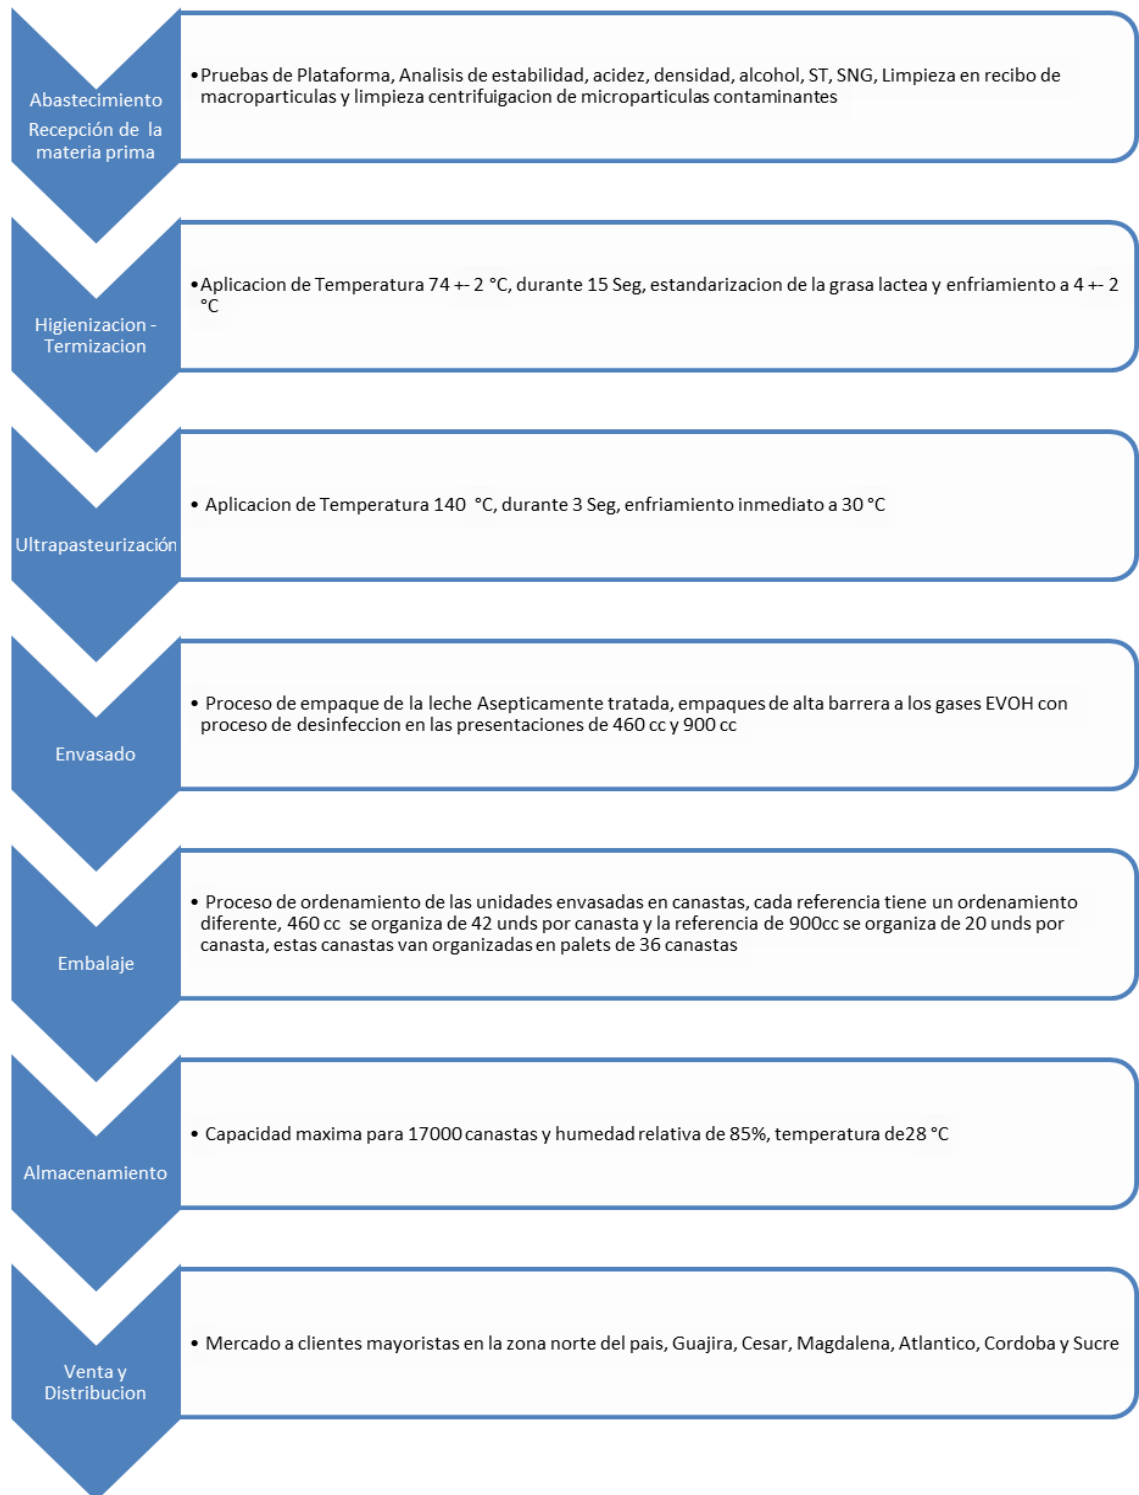 Abastecimiento
Recepción de la
materia prima
•Pruebas de Plataforma, Analisis de estabilidad, acidez, densidad, alcohol, ST, SNG, Limpieza en recibo de
macroparticulas y limpieza centrifuigacion de microparticulas contaminantes
Higienizacion -
Termizacion
•Aplicacion de Temperatura 74 +- 2 °C, durante 15 Seg, estandarizacion de la grasa lactea y enfriamiento a 4 +- 2
°C
Ultrapasteurización
• Aplicacion de Temperatura 140 °C, durante 3 Seg, enfriamiento inmediato a 30 °C
Envasado
• Proceso de empaque de la leche Asepticamente tratada, empaques de alta barrera a los gases EVOH con
proceso de desinfeccion en las presentaciones de 460 cc y 900 cc
Embalaje
• Proceso de ordenamiento de las unidades envasadas en canastas, cada referencia tiene un ordenamiento
diferente, 460 cc se organiza de 42 unds por canasta y la referencia de 900cc se organiza de 20 unds por
canasta, estas canastas van organizadas en palets de 36 canastas
Almacenamiento
• Capacidad maxima para 17000 canastas y humedad relativa de 85%, temperatura de28 °C
Venta y
Distribucion
• Mercado a clientes mayoristas en la zona norte del pais, Guajira, Cesar, Magdalena, Atlantico, Cordoba y Sucre